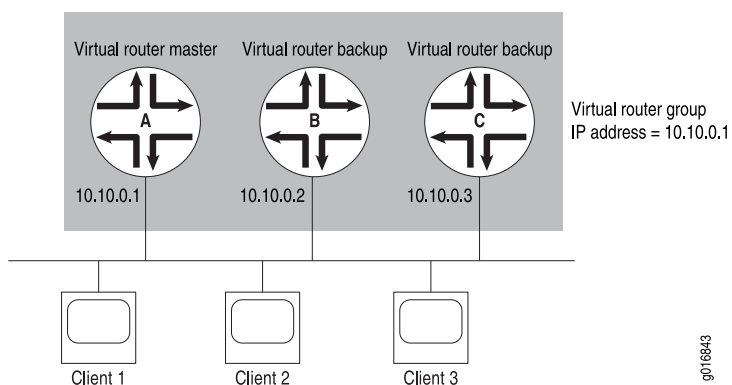 Virtual router master
Virtual router backup
Virtual router backup
A
B
C
Virtual router group
IP address = 10.10.0.1
10.10.0.1
10.10.0.2
10.10.0.3
Client 1
Client 2
Client 3
g016843